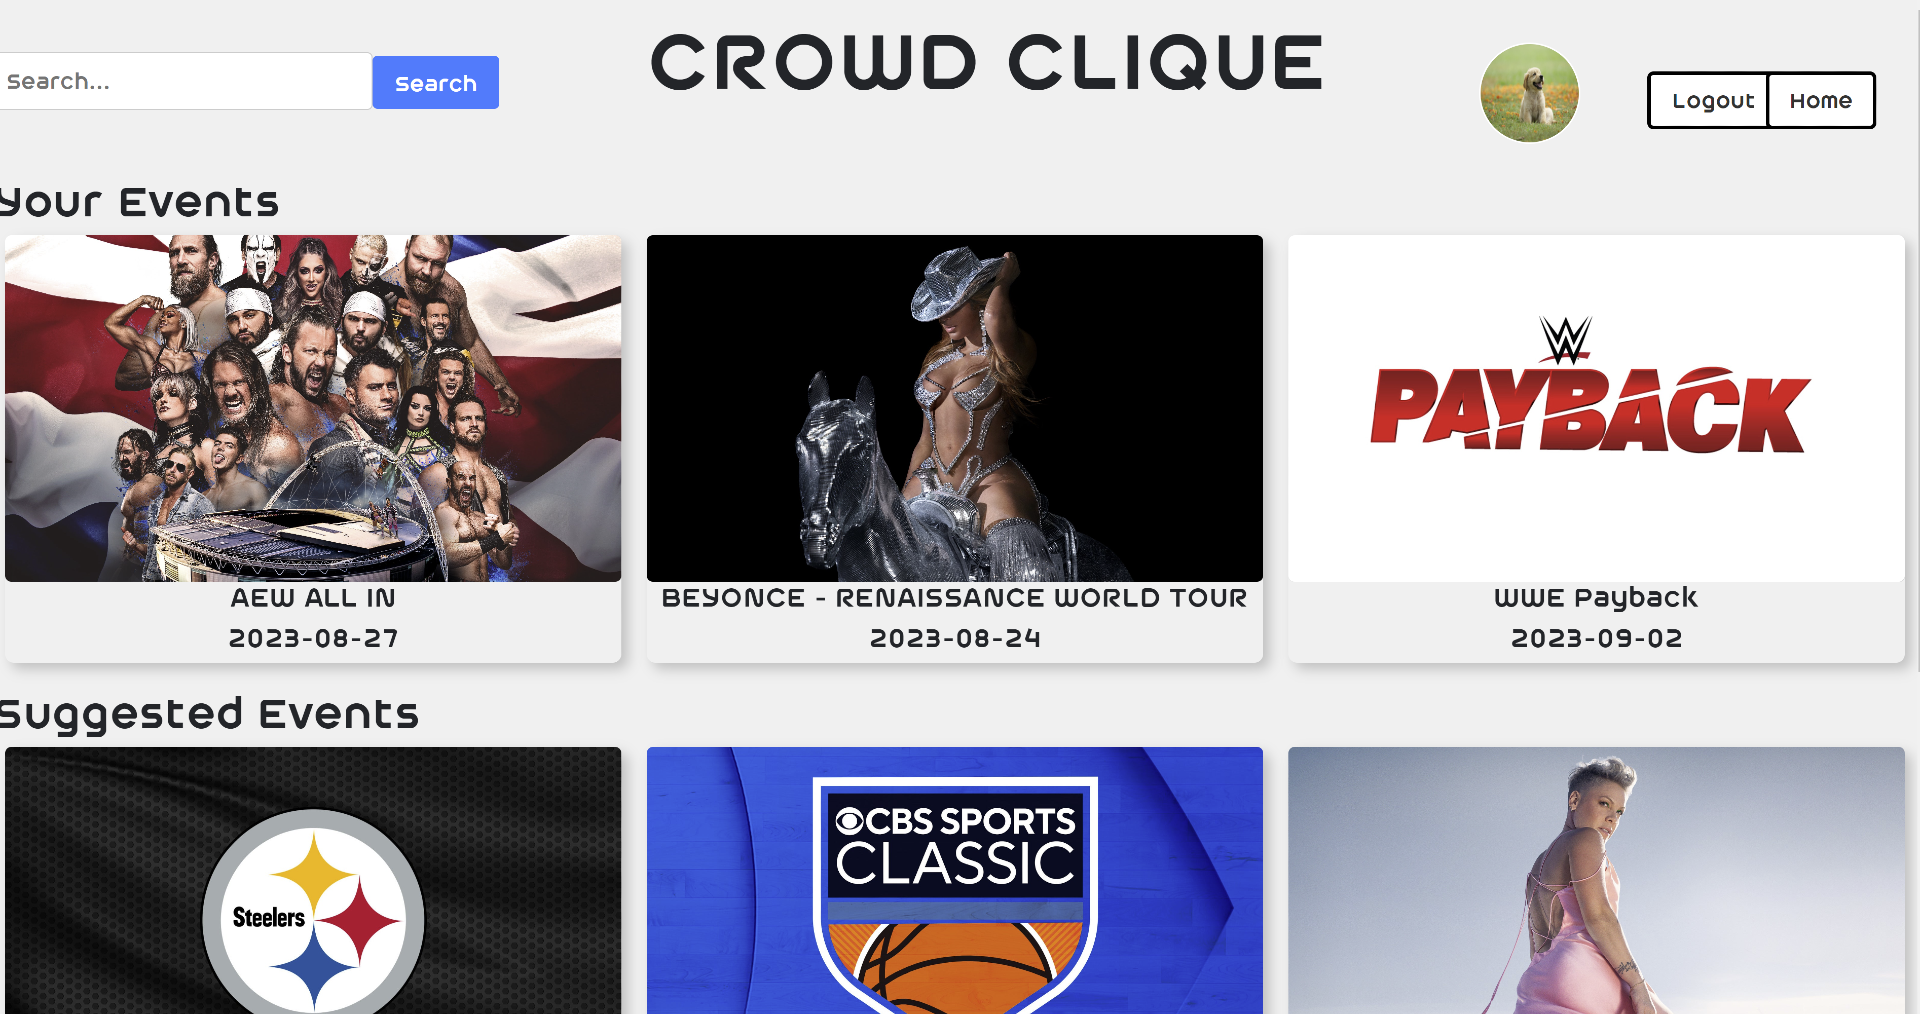 CROWD CLIQUE
Search...
Search
Logout
Home
Your Events
AEW ALL IN
2023-08-27
BEYONCE - RENAISSANCE WORLD TOUR
2023-08-24
W
PAYBACK
WWE Payback
2023-09-02
Suggested Events
Steelers
CBS SPORTS
CLASSIC